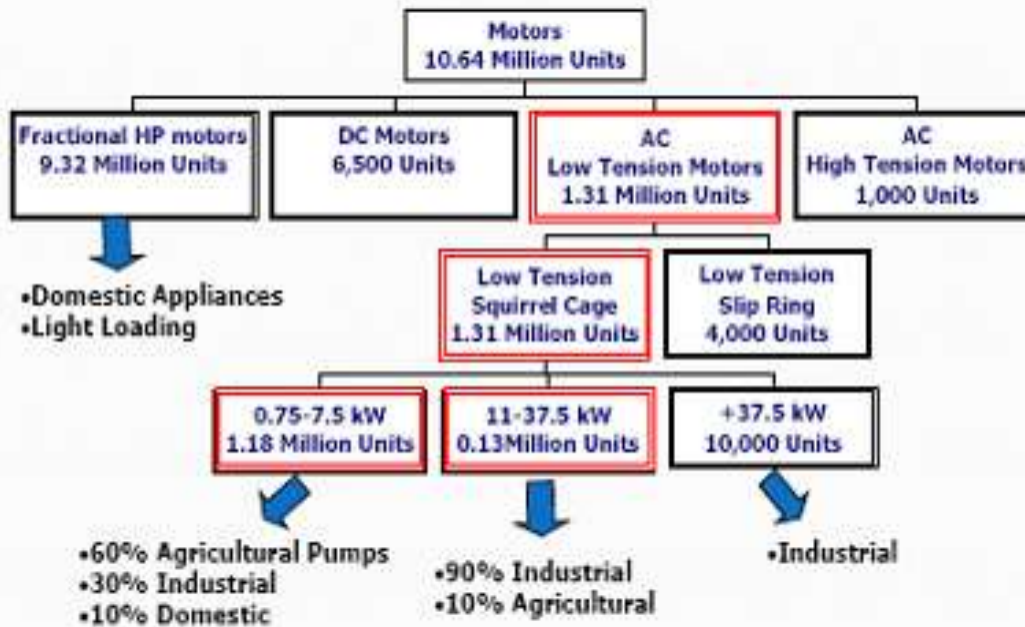 Motors
10.64 Million Units
Fractional HP motors
9.32 Million Units
DC Motors
6,500 Units
AC
Low Tension Motors
1.31 Million Units
AC
High Tension Motors
1,000 Units
•Domestic Appliances
•Light Loading
Low Tension
Squirrel Cage
1.31 Million Units
Low Tension
Slip Ring
4,000 Units
0.75-7.5 kW
1.18 Million Units
11-37.5 kW
0.13Million Units
+37.5 kW
10,000 Units
•60% Agricultural Pumps
•30% Industrial
•10% Domestic
•90% Industrial
•10% Agricultural
•Industrial